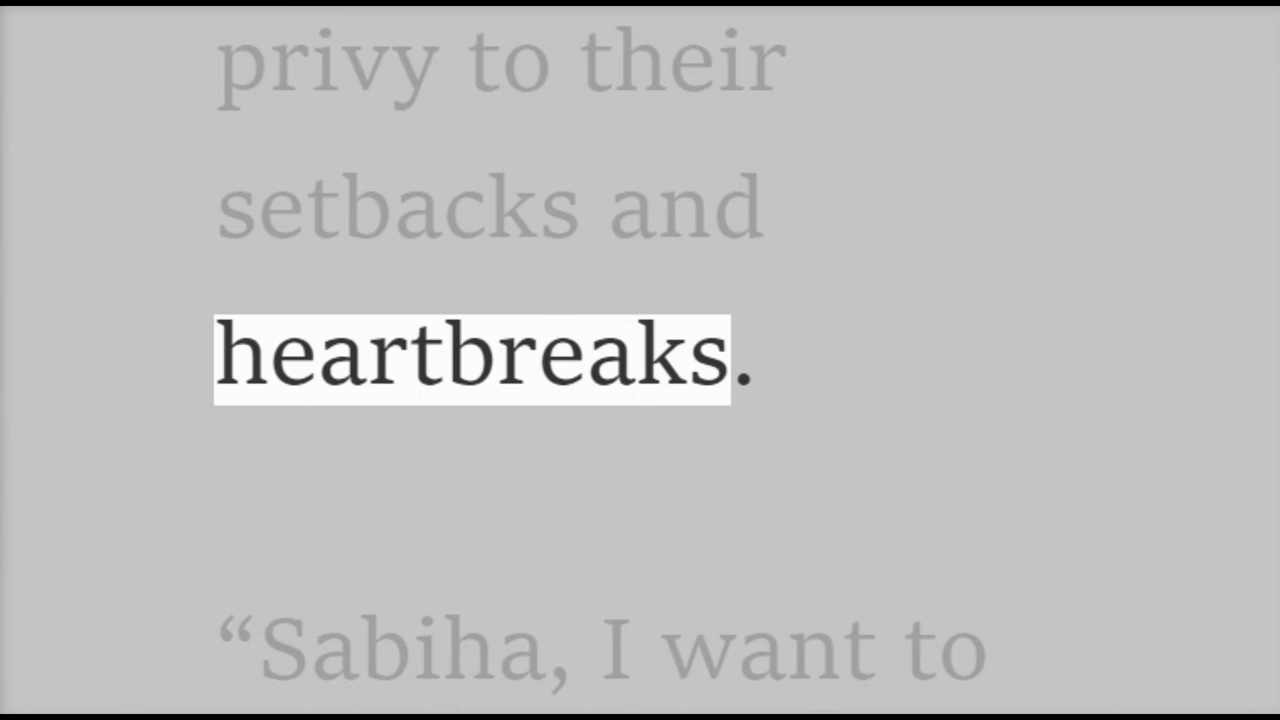 privy to their
setbacks and
heartbreaks.
“Sabiha, I want to